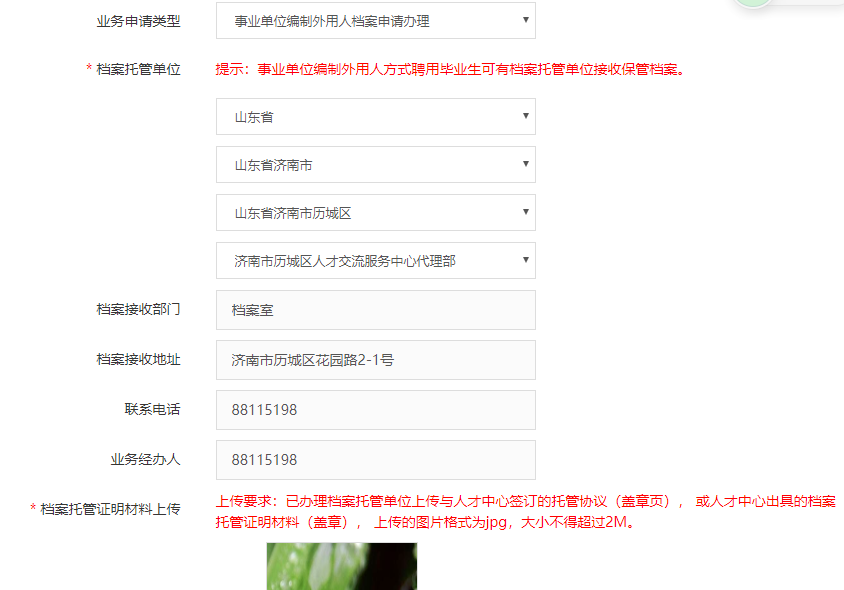 业务申请类型 事业单位编制外用人档案申请办理
* 档案托管单位 提示：事业单位编制外用人方式聘用毕业生可有档案托管单位接收保管档案。
山东省
山东省济南市
山东省济南市历城区
济南市历城区人才交流服务中心代理部
档案接收部门 档案室
档案接收地址 济南市历城区花园路2-1号
联系电话 88115198
业务经办人 88115198
* 档案托管证明材料上传 上传要求：已办理档案托管单位上传与人才中心签订的托管协议（盖章页）， 或人才中心出具的档案
托管证明材料（盖章）， 上传的图片格式为jpg，大小不得超过2M。